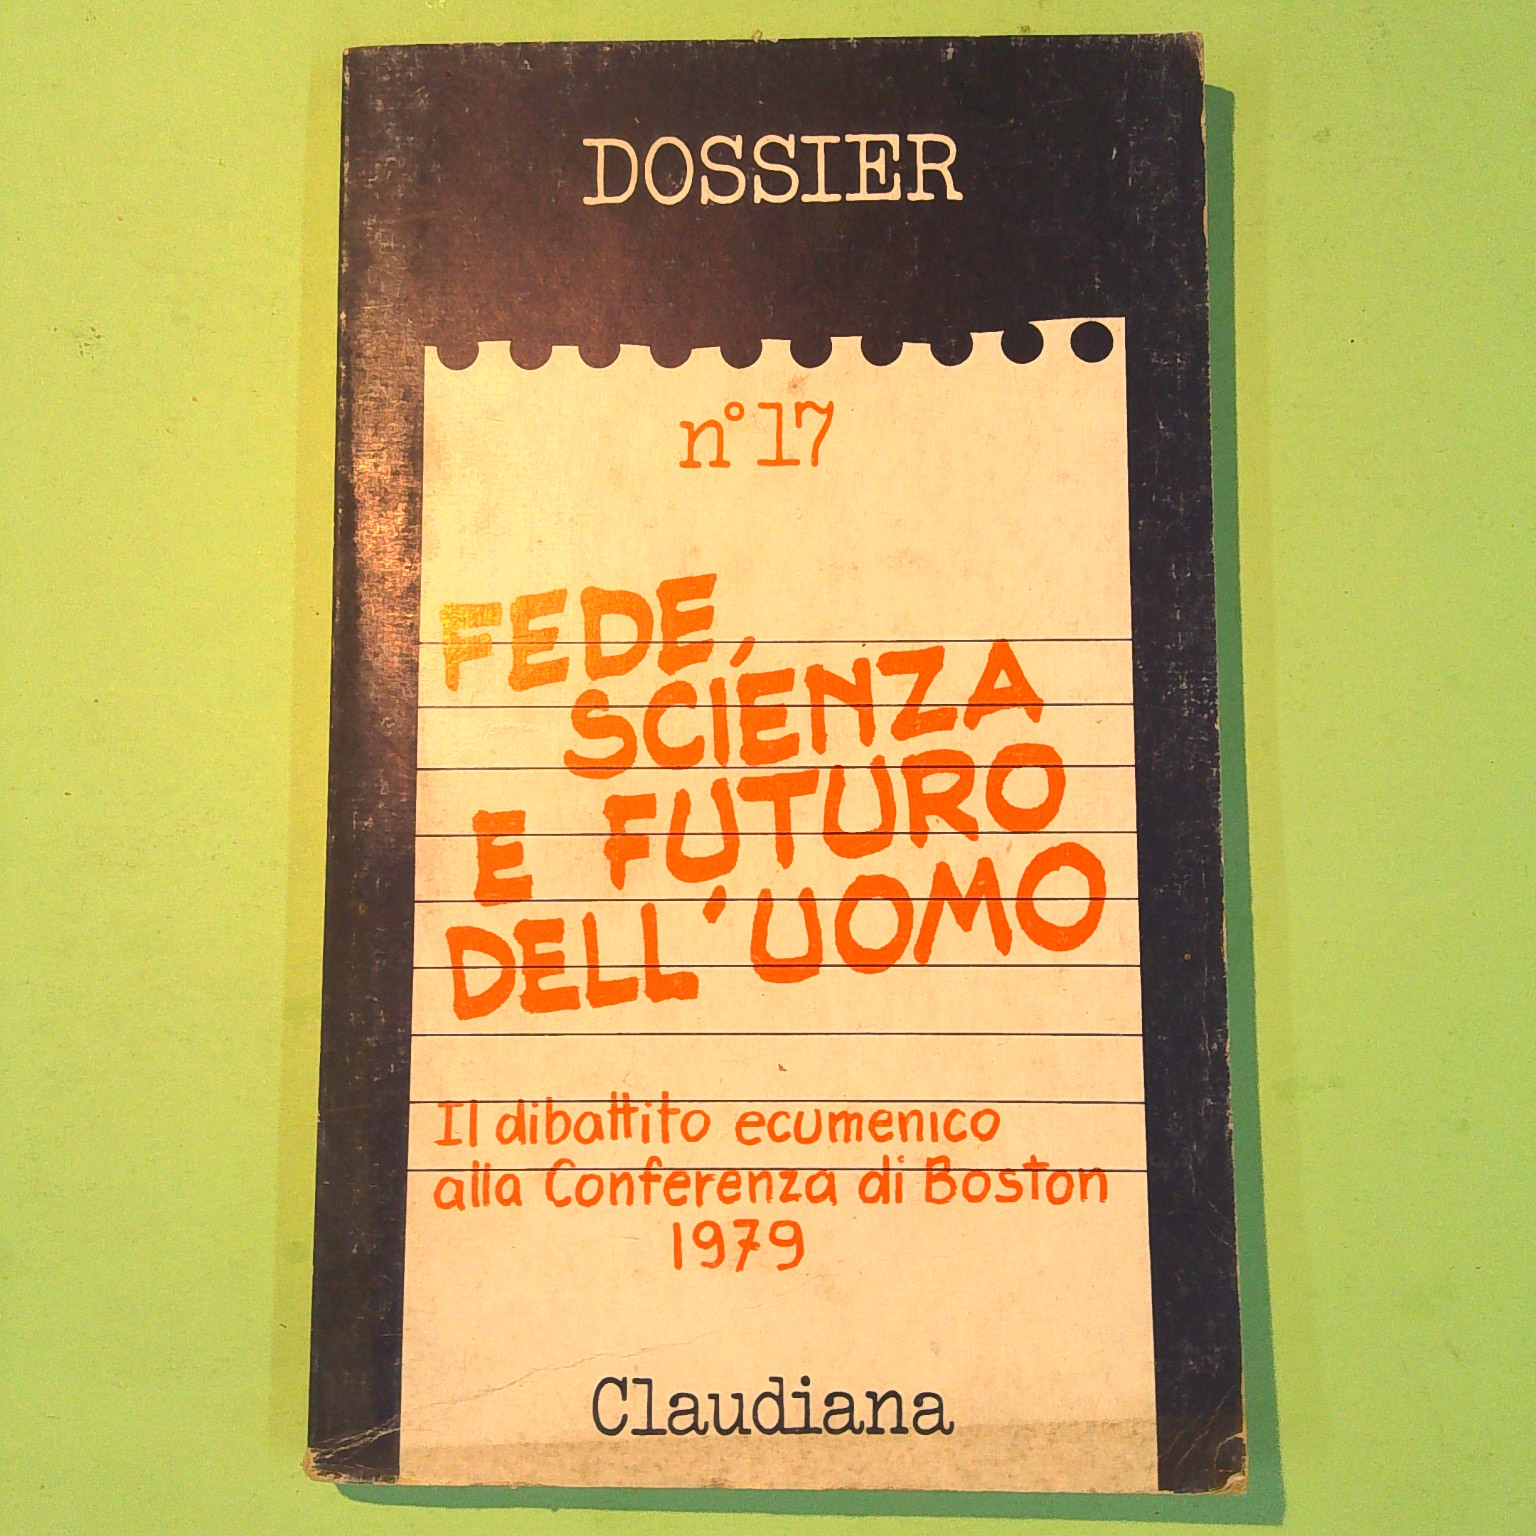 DOSSIER
n° 17
FEDE,
SCIENZA
E FUTURO
DELL'UOMO
Il dibattito ecumenico
alla Conferenza di Boston
1979
Claudiana